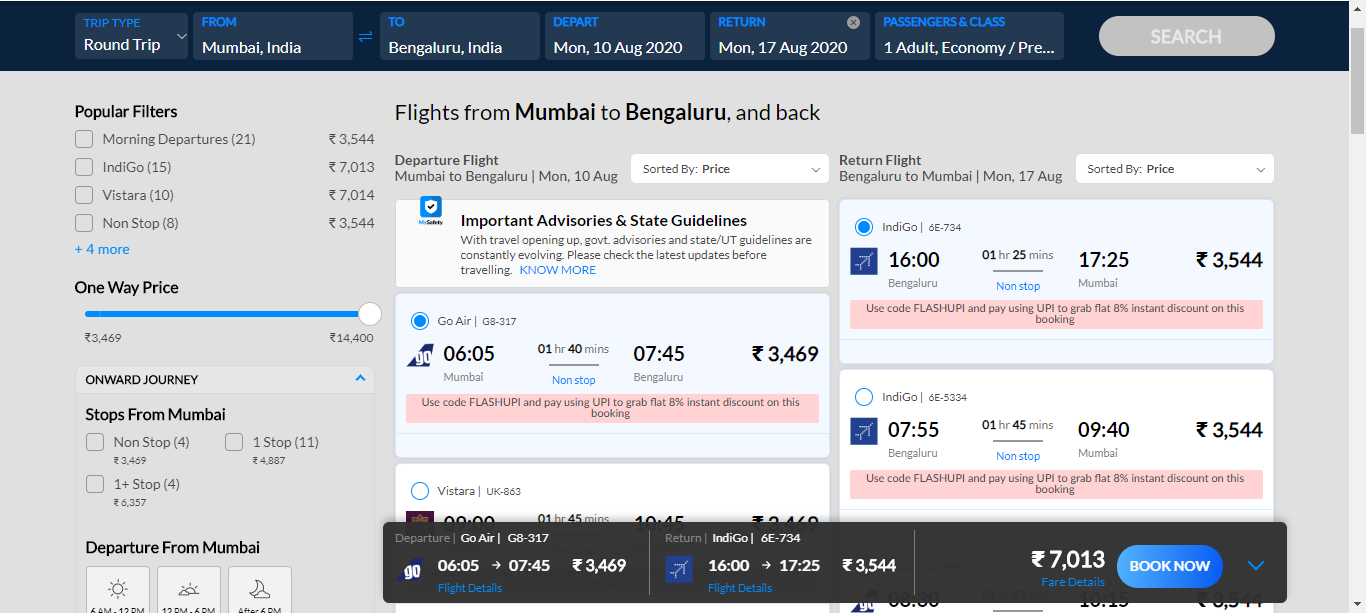 TRIP TYPE
Round Trip
FROM
Mumbai, India
TO
Bengaluru, India
DEPART
Mon, 10 Aug 2020
RETURN
Mon, 17 Aug 2020
PASSENGERS & CLASS
1 Adult, Economy / Pre...
SEARCH
Popular Filters
Morning Departures (21) ₹ 3,544
IndiGo (15) ₹ 7,013
Vistara (10) ₹ 7,014
Non Stop (8) ₹ 3,544
+ 4 more
One Way Price
₹3,469 ₹14,400
ONWARD JOURNEY
Stops From Mumbai
Non Stop (4) 1 Stop (11)
₹ 3,469 ₹ 4,887
1+ Stop (4)
₹ 6,357
Departure From Mumbai
6 AM - 12 PM 12 PM - 6 PM After 6 PM
Flights from Mumbai to Bengaluru, and back
Departure Flight
Mumbai to Bengaluru | Mon, 10 Aug
Sorted By: Price
MySafety
Important Advisories & State Guidelines
With travel opening up, govt. advisories and state/UT guidelines are
constantly evolving. Please check the latest updates before
travelling. KNOW MORE
Go Air | G8-317
go 06:05 01 hr 40 mins 07:45 ₹ 3,469
Mumbai Non stop Bengaluru
Use code FLASHUPI and pay using UPI to grab flat 8% instant discount on this
booking
Vistara | UK-863
09:00 01 hr 45 mins 10:45 ₹ 3,469
Return Flight
Bengaluru to Mumbai | Mon, 17 Aug
Sorted By: Price
IndiGo | 6E-734
16:00 01 hr 25 mins 17:25 ₹ 3,544
Bengaluru Non stop Mumbai
Use code FLASHUPI and pay using UPI to grab flat 8% instant discount on this
booking
IndiGo | 6E-5334
07:55 01 hr 45 mins 09:40 ₹ 3,544
Bengaluru Non stop Mumbai
Use code FLASHUPI and pay using UPI to grab flat 8% instant discount on this
booking
08:30 01 hr 45 mins 10:15 ₹ 3,544
Departure | Go Air | G8-317
go 06:05 → 07:45 ₹ 3,469
Flight Details
Return | IndiGo | 6E-734
16:00 → 17:25 ₹ 3,544
Flight Details
₹ 7,013
Fare Details
BOOK NOW